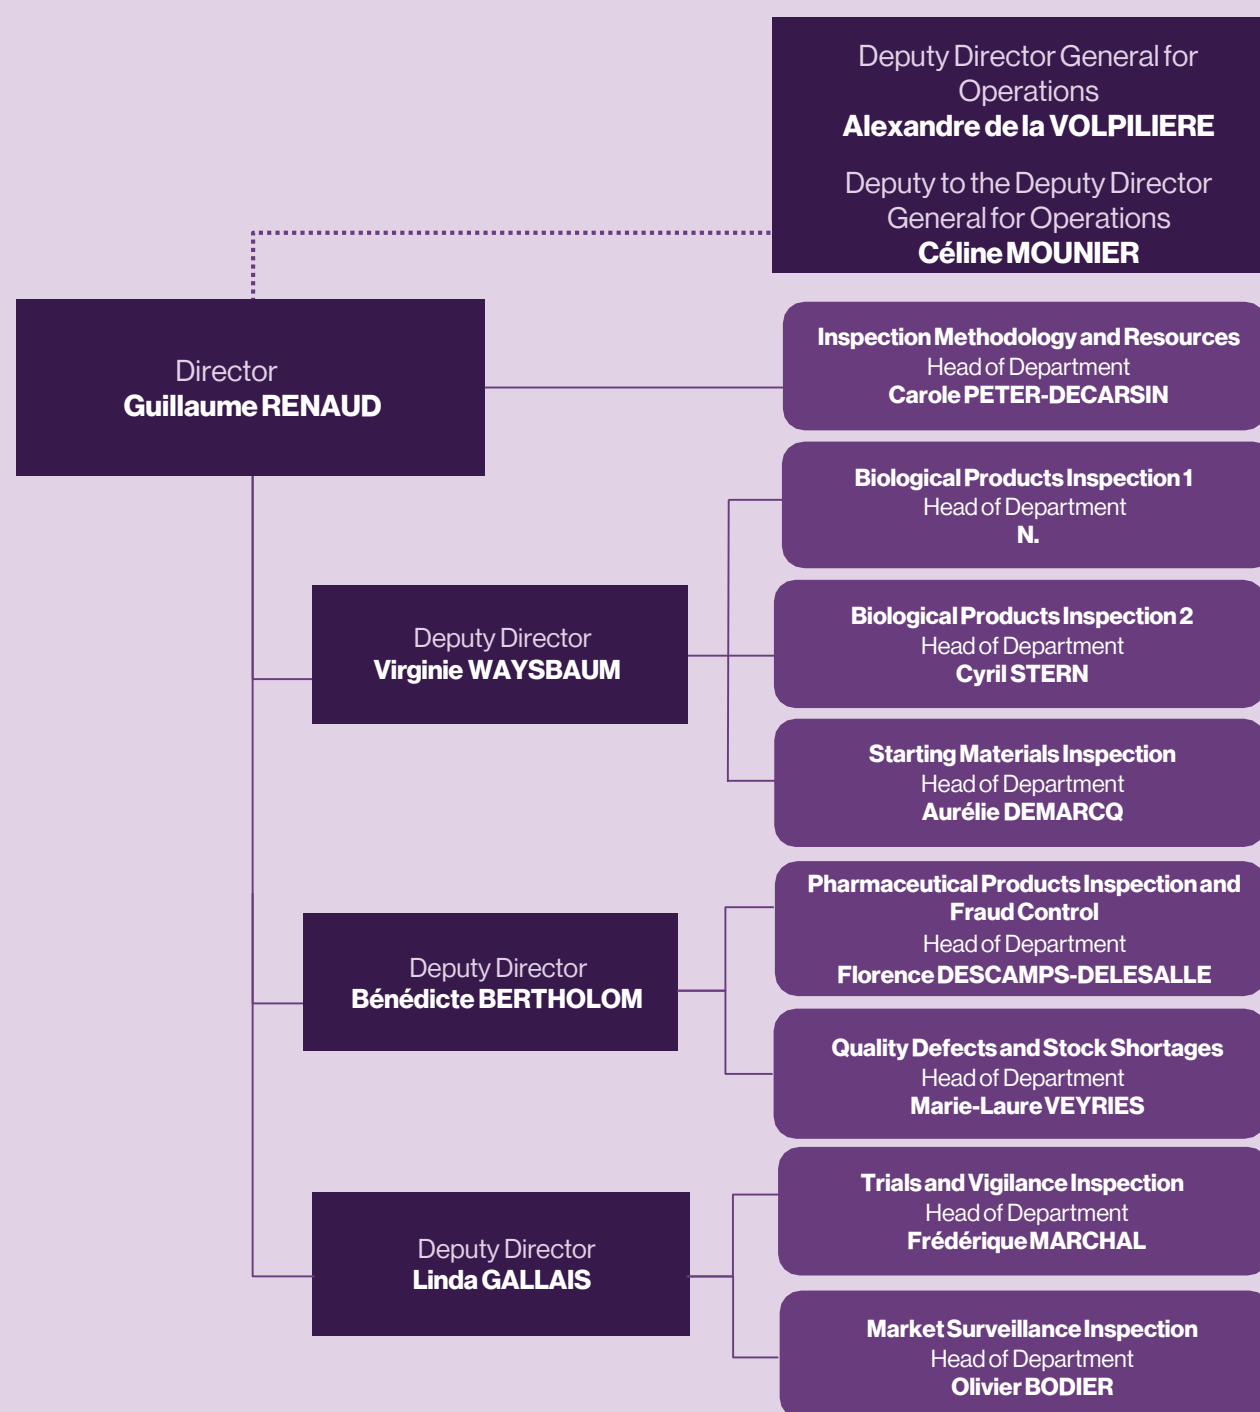 Deputy Director General for
Operations
Alexandre de la VOLPILIERE
Deputy to the Deputy Director
General for Operations
Céline MOUNIER
Director
Guillaume RENAUD
Inspection Methodology and Resources
Head of Department
Carole PETER-DECARSIN
Biological Products Inspection 1
Head of Department
N.
Deputy Director
Virginie WAYSBAUM
Biological Products Inspection 2
Head of Department
Cyril STERN
Starting Materials Inspection
Head of Department
Aurélie DEMARCQ
Deputy Director
Bénédicte BERTHOLOM
Pharmaceutical Products Inspection and
Fraud Control
Head of Department
Florence DESCAMPS-DELESALLE
Quality Defects and Stock Shortages
Head of Department
Marie-Laure VEYRIES
Deputy Director
Linda GALLAIS
Trials and Vigilance Inspection
Head of Department
Frédérique MARCHAL
Market Surveillance Inspection
Head of Department
Olivier BODIER